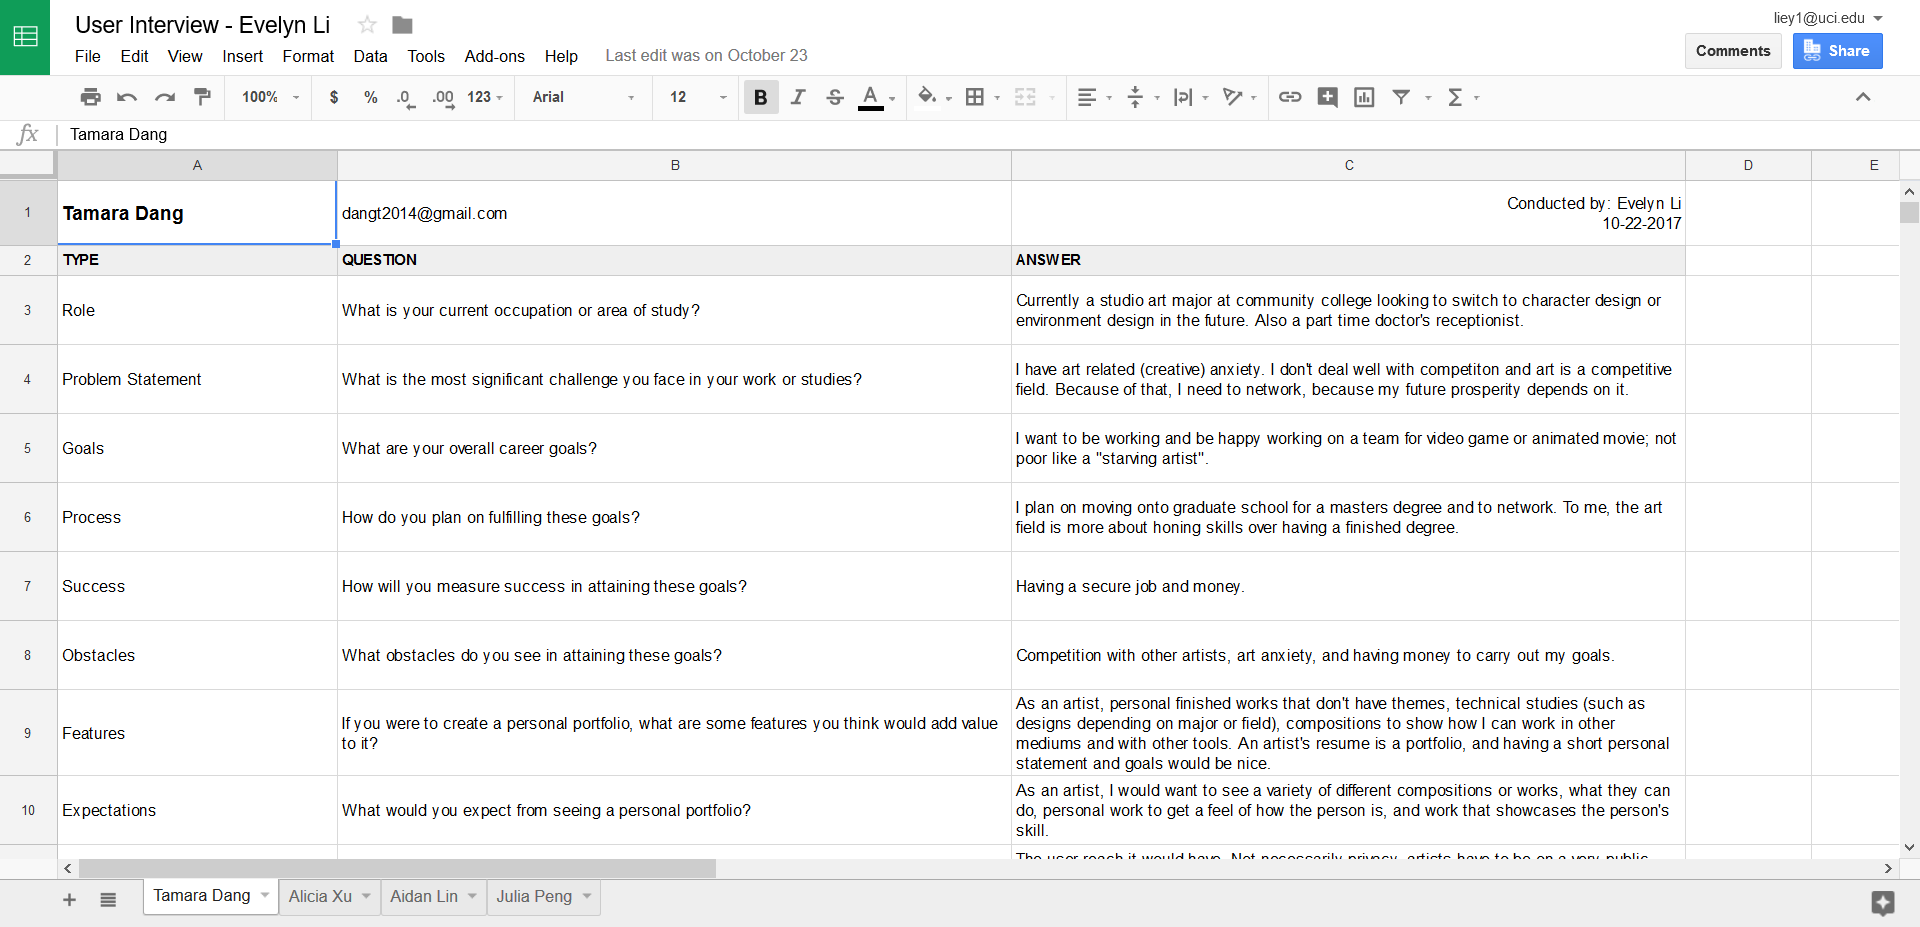 User Interview - Evelyn Li
liey1@uci.edu
File Edit View Insert Format Data Tools Add-ons Help Last edit was on October 23
Comments Share
100% $ % .0 .00 123 Arial 12 B I S A Σ
fx Tamara Dang
A B C D E
1 Tamara Dang dangt2014@gmail.com Conducted by: Evelyn Li
10-22-2017
2 TYPE QUESTION ANSWER
3 Role What is your current occupation or area of study? Currently a studio art major at community college looking to switch to character design or
environment design in the future. Also a part time doctor's receptionist.
4 Problem Statement What is the most significant challenge you face in your work or studies? I have art related (creative) anxiety. I don't deal well with competiton and art is a competitive
field. Because of that, I need to network, because my future prosperity depends on it.
5 Goals What are your overall career goals? I want to be working and be happy working on a team for video game or animated movie; not
poor like a "starving artist".
6 Process How do you plan on fulfilling these goals? I plan on moving onto graduate school for a masters degree and to network. To me, the art
field is more about honing skills over having a finished degree.
7 Success How will you measure success in attaining these goals? Having a secure job and money.
8 Obstacles What obstacles do you see in attaining these goals? Competition with other artists, art anxiety, and having money to carry out my goals.
9 Features If you were to create a personal portfolio, what are some features you think would add value
to it?
As an artist, personal finished works that don't have themes, technical studies (such as
designs depending on major or field), compositions to show how I can work in other
mediums and with other tools. An artist's resume is a portfolio, and having a short personal
statement and goals would be nice.
10 Expectations What would you expect from seeing a personal portfolio? As an artist, I would want to see a variety of different compositions or works, what they can
do, personal work to get a feel of how the person is, and work that showcases the person's
skill.
The user reach it would have. Not necessarily privacy, artists have to be on a very public
Tamara Dang Alicia Xu Aidan Lin Julia Peng